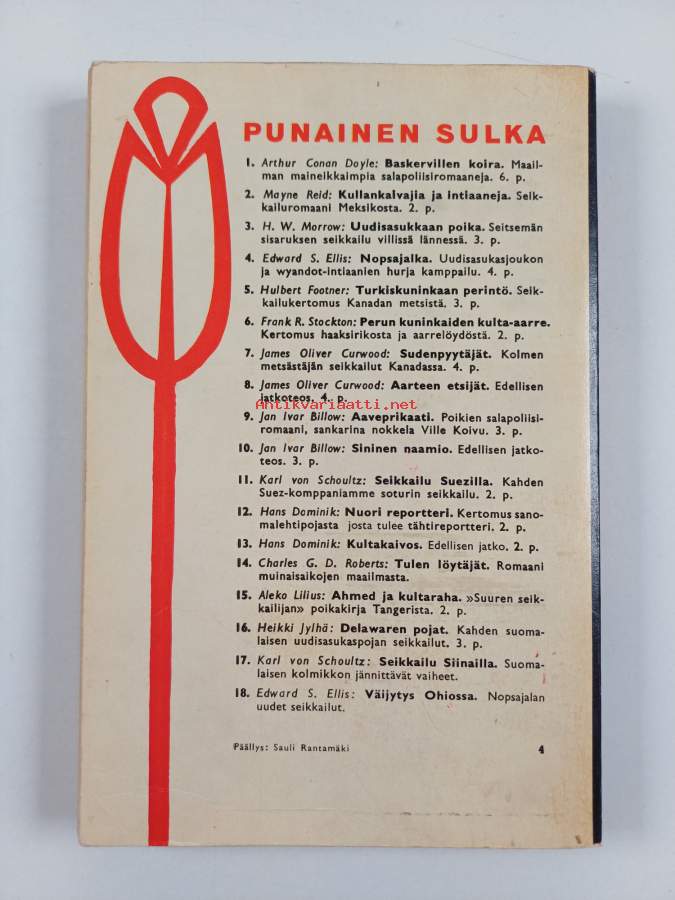 PUNAINEN SULKA
1. Arthur Conan Doyle: Baskervillen koira. Maail-
man maineikkaimpia salapoliisiromaaneja. 6. p.
2. Mayne Reid: Kullankaivajia ja intiaaneja. Seik-
kailuromaani Meksikosta. 2. p.
3. H. W. Morrow: Uudisasukkaan poika. Seitsemän
sisaruksen seikkailu villissä lännessä. 3. p.
4. Edward S. Ellis: Nopsajalka. Uudisasukasjoukon
ja wyandot-intiaanien hurja kamppailu. 4. p.
5. Hulbert Footner: Turkiskuninkaan perintö. Seik-
kailukertomus Kanadan metsistä. 3. p.
6. Frank R. Stockton: Perun kuninkaiden kulta-aarre.
Kertomus haaksirikosta ja aarrelöydöstä. 2. p.
7. James Oliver Curwood: Sudenpyytäjät. Kolmen
metsästäjän seikkailut Kanadassa. 4. p.
8. James Oliver Curwood: Aarteen etsijät. Edellisen
jatkoteos. 4. p.
Antikvariaatti.net
9. Jan Ivar Billow: Aaveprikaati. Poikien salapoliisi-
romaani, sankarina nokkela Ville Koivu. 3. p.
10. Jan Ivar Billow: Sininen naamio. Edellisen jatko-
teos. 3. p.
11. Karl von Schoultz: Seikkailu Suezilla. Kahden
Suez-komppaniamme soturin seikkailu. 2. p.
12. Hans Dominik: Nuori reportteri. Kertomus sano-
malehtipojasta josta tulee tähtireportteri. 2. p.
13. Hans Dominik: Kultakaivos. Edellisen jatko. 2. p.
14. Charles G. D. Roberts: Tulen löytäjät. Romaani
muinaisaikojen maailmasta.
15. Aleko Lilius: Ahmed ja kultaraha. »Suuren seik-
kailijan» poikakirja Tangerista. 2. p.
16. Heikki Jylhä: Delawaren pojat. Kahden suoma-
laisen uudisasukaspojan seikkailut. 3. p.
17. Karl von Schoultz: Seikkailu Siinailla. Suoma-
laisen kolmikkon jännittävät vaiheet.
18. Edward S. Ellis: Väijytys Ohiossa. Nopsajalan
uudet seikkailut.
Päällys: Sauli Rantamäki 4